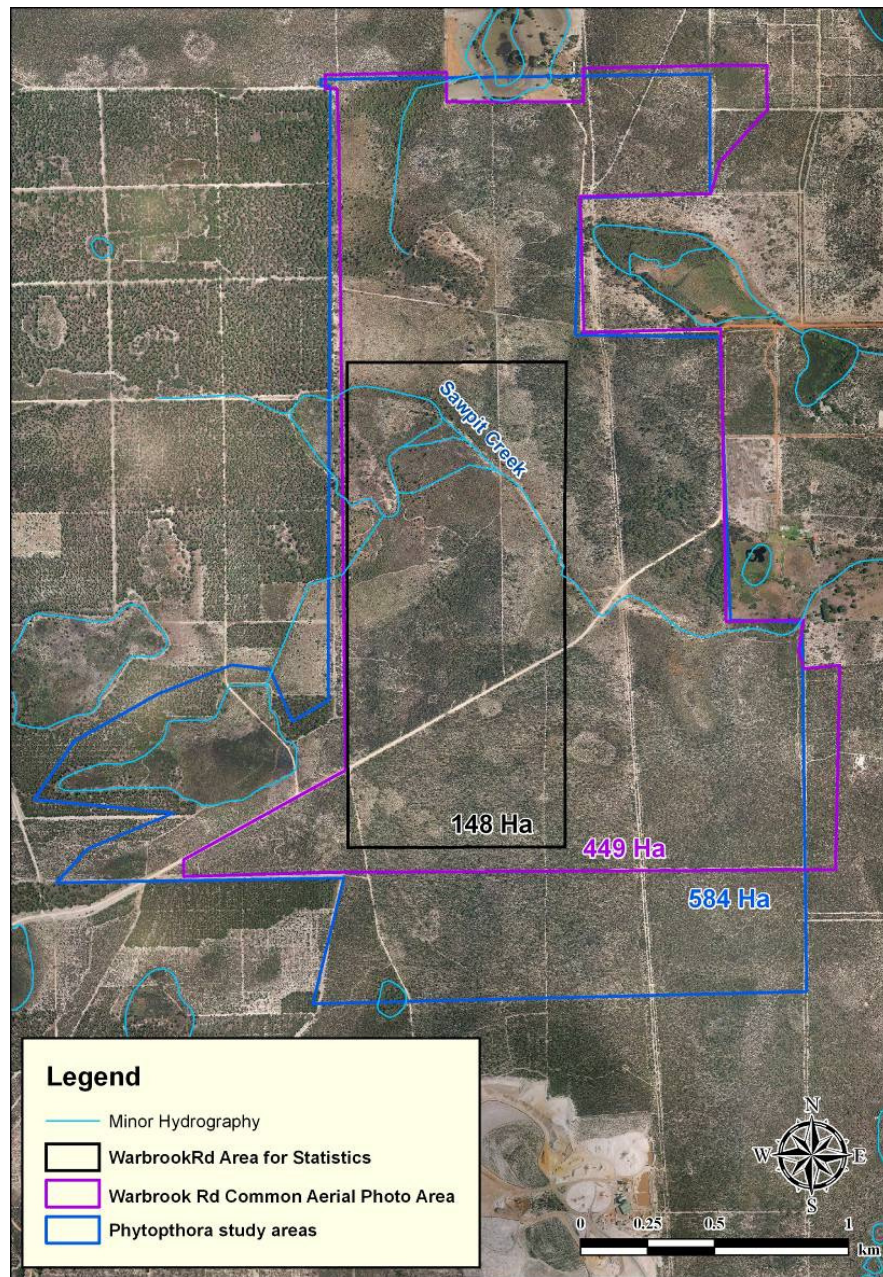 Sawpit Creek
148 Ha
449 Ha
584 Ha
Legend
Minor Hydrography
WarbrookRd Area for Statistics
Warbrook Rd Common Aerial Photo Area
Phytopthora study areas
N
W E
S
0 0.25 0.5 1
km